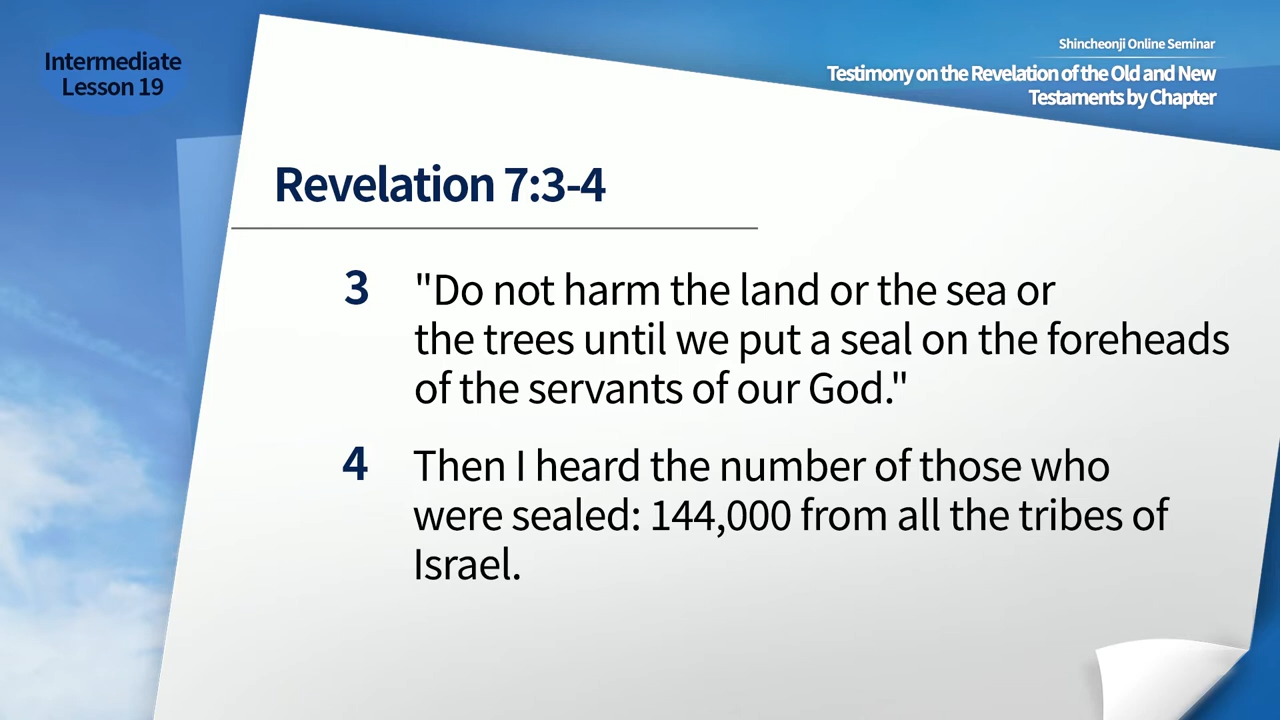 Intermediate
Lesson 19
Shincheonji Online Seminar
Testimony on the Revelation of the Old and New
Testaments by Chapter
Revelation 7:3-4
3 "Do not harm the land or the sea or
the trees until we put a seal on the foreheads
of the servants of our God."
4 Then I heard the number of those who
were sealed: 144,000 from all the tribes of
Israel.